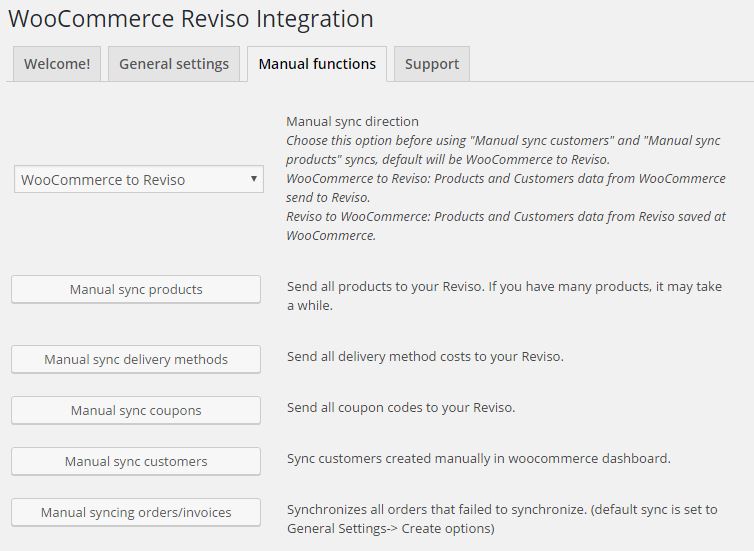 WooCommerce Reviso Integration
Welcome!
General settings
Manual functions
Support
WooCommerce to Reviso
Manual sync direction
Choose this option before using "Manual sync customers" and "Manual sync
products" syncs, default will be WooCommerce to Reviso.
WooCommerce to Reviso: Products and Customers data from WooCommerce
send to Reviso.
Reviso to WooCommerce: Products and Customers data from Reviso saved at
WooCommerce.
Manual sync products
Send all products to your Reviso. If you have many products, it may take
a while.
Manual sync delivery methods
Send all delivery method costs to your Reviso.
Manual sync coupons
Send all coupon codes to your Reviso.
Manual sync customers
Sync customers created manually in woocommerce dashboard.
Manual syncing orders/invoices
Synchronizes all orders that failed to synchronize. (default sync is set to
General Settings-> Create options)